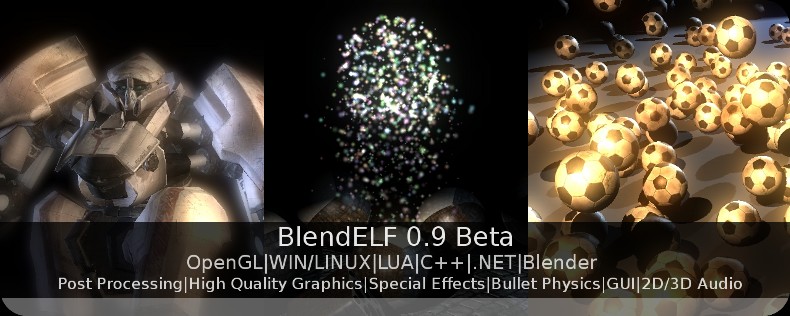 BlendELF 0.9 Beta
OpenGL|WIN/LINUX|LUA|C++|.NET|Blender
Post Processing|High Quality Graphics|Special Effects|Bullet Physics|GUI|2D/3D Audio